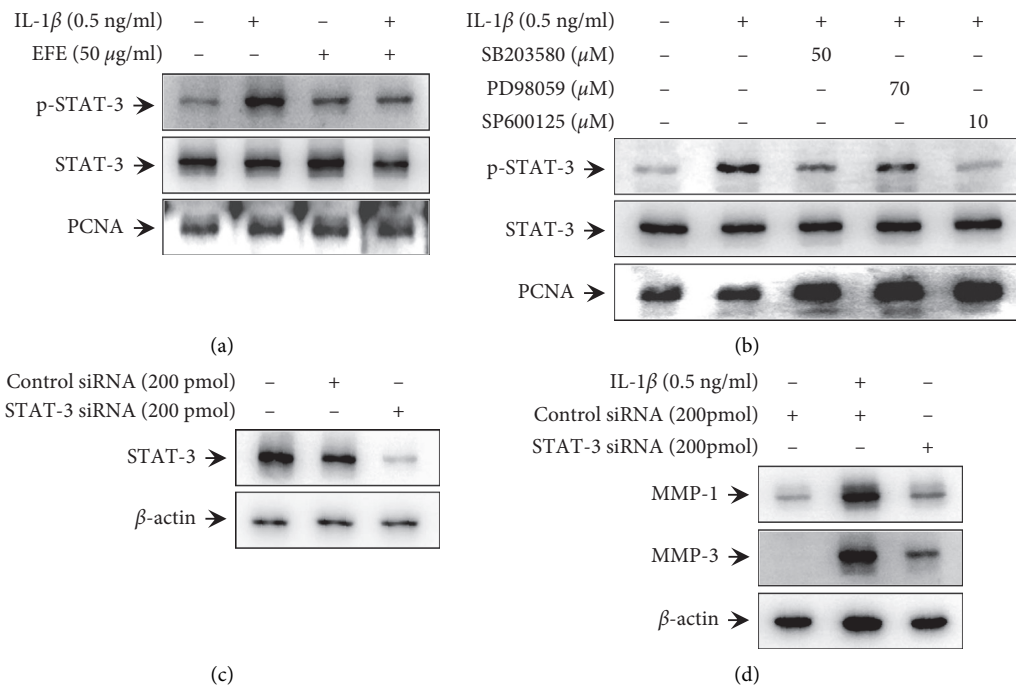 IL-1β (0.5 ng/ml) – + – +
EFE (50 μg/ml) – – + +
p-STAT-3
STAT-3
PCNA
(a)
IL-1β (0.5 ng/ml) – + + + +
SB203580 (μM) – – 50 – –
PD98059 (μM) – – – 70 –
SP600125 (μM) – – – – 10
p-STAT-3
STAT-3
PCNA
(b)
Control siRNA (200 pmol) – + –
STAT-3 siRNA (200 pmol) – – +
STAT-3
β-actin
(c)
IL-1β (0.5 ng/ml) – + –
Control siRNA (200pmol) + + –
STAT-3 siRNA (200pmol) – – +
MMP-1
MMP-3
β-actin
(d)